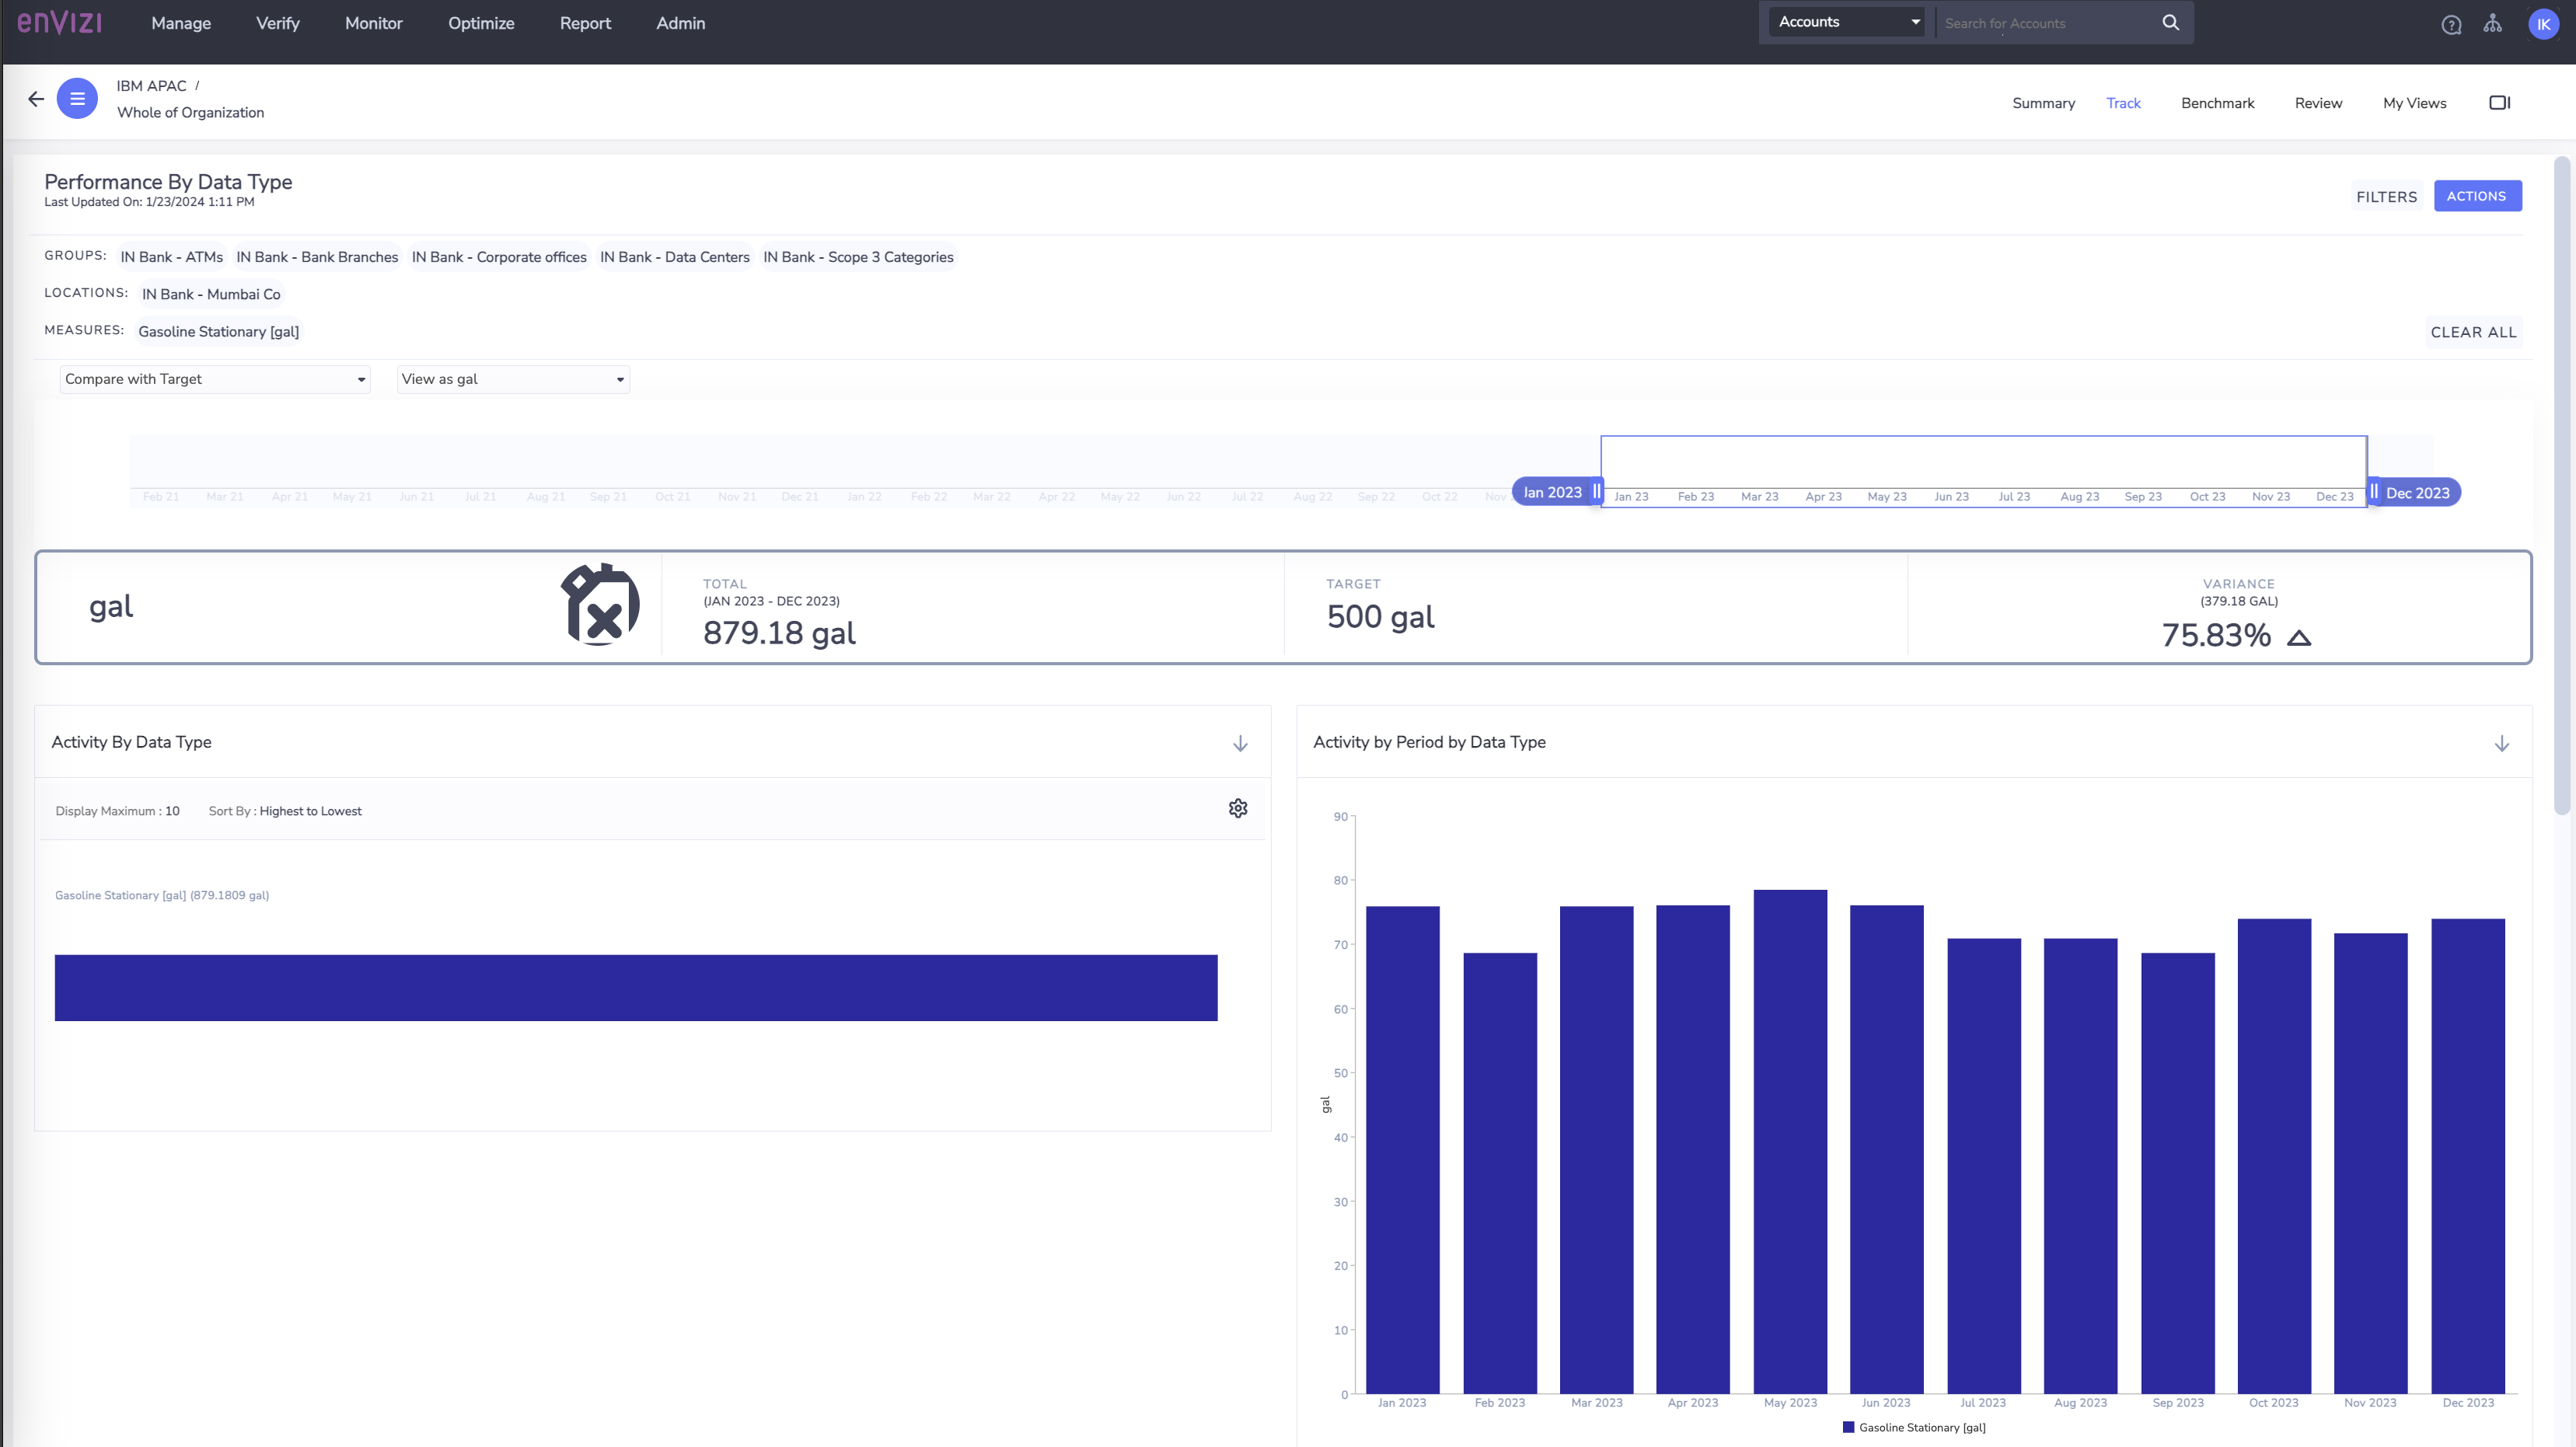 enVIZI
Manage Verify Monitor Optimize Report Admin
Accounts
Search for Accounts
IK
IBM APAC /
Whole of Organization
Summary Track Benchmark Review My Views
Performance By Data Type
Last Updated On: 1/23/2024 1:11 PM
FILTERS
ACTIONS
GROUPS: IN Bank - ATMs IN Bank - Bank Branches IN Bank - Corporate offices IN Bank - Data Centers IN Bank - Scope 3 Categories
LOCATIONS: IN Bank - Mumbai Co
MEASURES: Gasoline Stationary [gal]
CLEAR ALL
Compare with Target
View as gal
Feb 21 Mar 21 Apr 21 May 21 Jun 21 Jul 21 Aug 21 Sep 21 Oct 21 Nov 21 Dec 21 Jan 22 Feb 22 Mar 22 Apr 22 May 22 Jun 22 Jul 22 Aug 22 Sep 22 Oct 22 Nov Jan 2023 Jan 23 Feb 23 Mar 23 Apr 23 May 23 Jun 23 Jul 23 Aug 23 Sep 23 Oct 23 Nov 23 Dec 23 Dec 2023
gal
TOTAL
(JAN 2023 - DEC 2023)
879.18 gal
TARGET
500 gal
VARIANCE
(379.18 GAL)
75.83%
Activity By Data Type
Display Maximum : 10 Sort By : Highest to Lowest
Gasoline Stationary [gal] (879.1809 gal)
Activity by Period by Data Type
90
80
70
60
50
40
30
20
10
0
gal
Jan 2023 Feb 2023 Mar 2023 Apr 2023 May 2023 Jun 2023 Jul 2023 Aug 2023 Sep 2023 Oct 2023 Nov 2023 Dec 2023
Gasoline Stationary [gal]